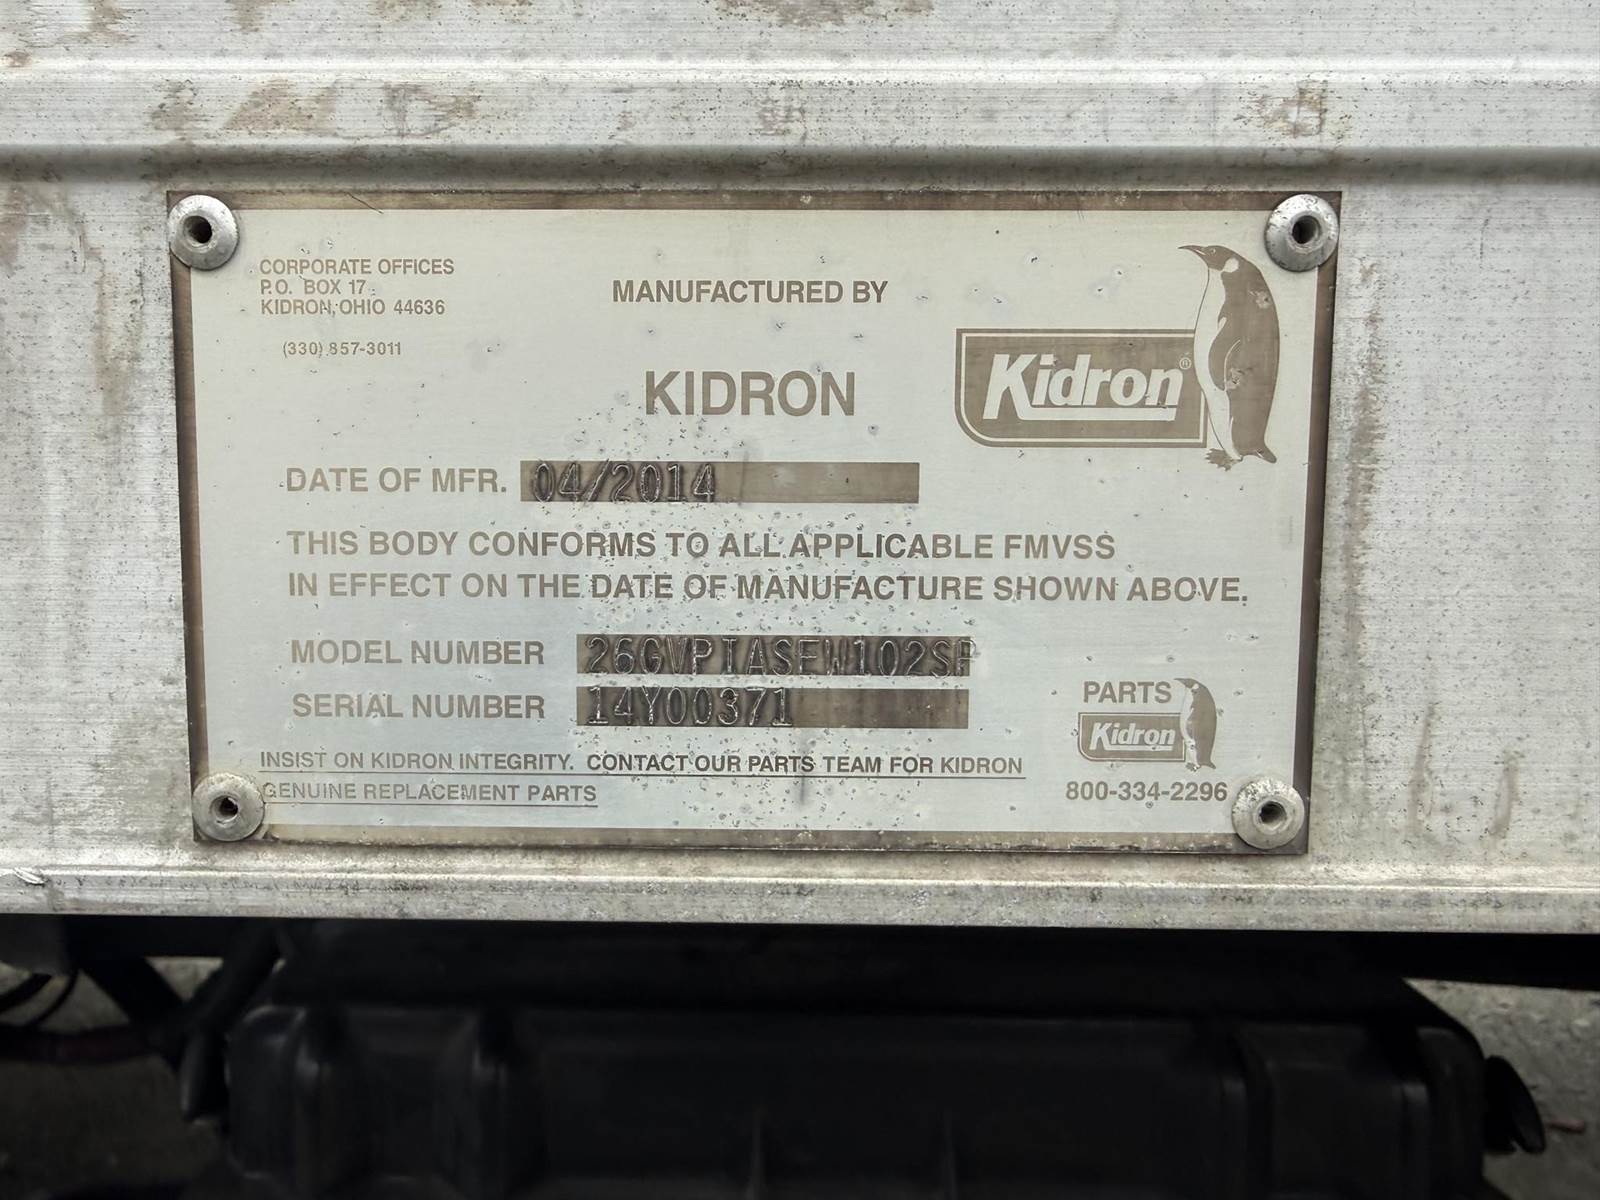 CORPORATE OFFICES
P.O. BOX 17
KIDRON, OHIO 44636
(330) 857-3011
MANUFACTURED BY
KIDRON
Kidron®
DATE OF MFR. 04/2014
THIS BODY CONFORMS TO ALL APPLICABLE FMVSS
IN EFFECT ON THE DATE OF MANUFACTURE SHOWN ABOVE.
MODEL NUMBER 26GVPIASFW102SP
SERIAL NUMBER 14Y00371
PARTS
Kidron
800-334-2296
INSIST ON KIDRON INTEGRITY. CONTACT OUR PARTS TEAM FOR KIDRON
GENUINE REPLACEMENT PARTS